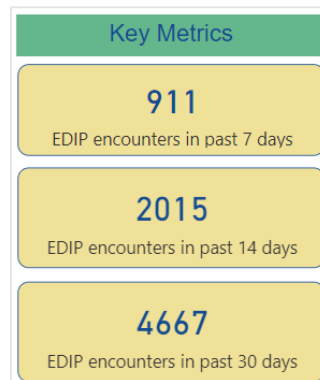 Key Metrics
911
EDIP encounters in past 7 days
2015
EDIP encounters in past 14 days
4667
EDIP encounters in past 30 days